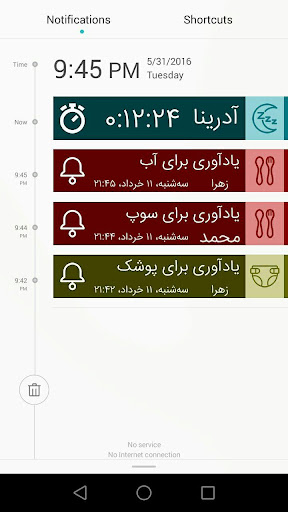 Notifications
Shortcuts
Time
9:45 PM
5/31/2016
Tuesday
Now
آدرینا
۰:۱۲:۲۴
9:45
PM
یادآوری برای آب
زهرا
سه‌شنبه، ۱۱ خرداد، ۲۱:۴۵
9:44
PM
یادآوری برای سوپ
محمد
سه‌شنبه، ۱۱ خرداد، ۲۱:۴۴
9:42
PM
یادآوری برای پوشک
زهرا
سه‌شنبه، ۱۱ خرداد، ۲۱:۴۲
No service
No Internet connection